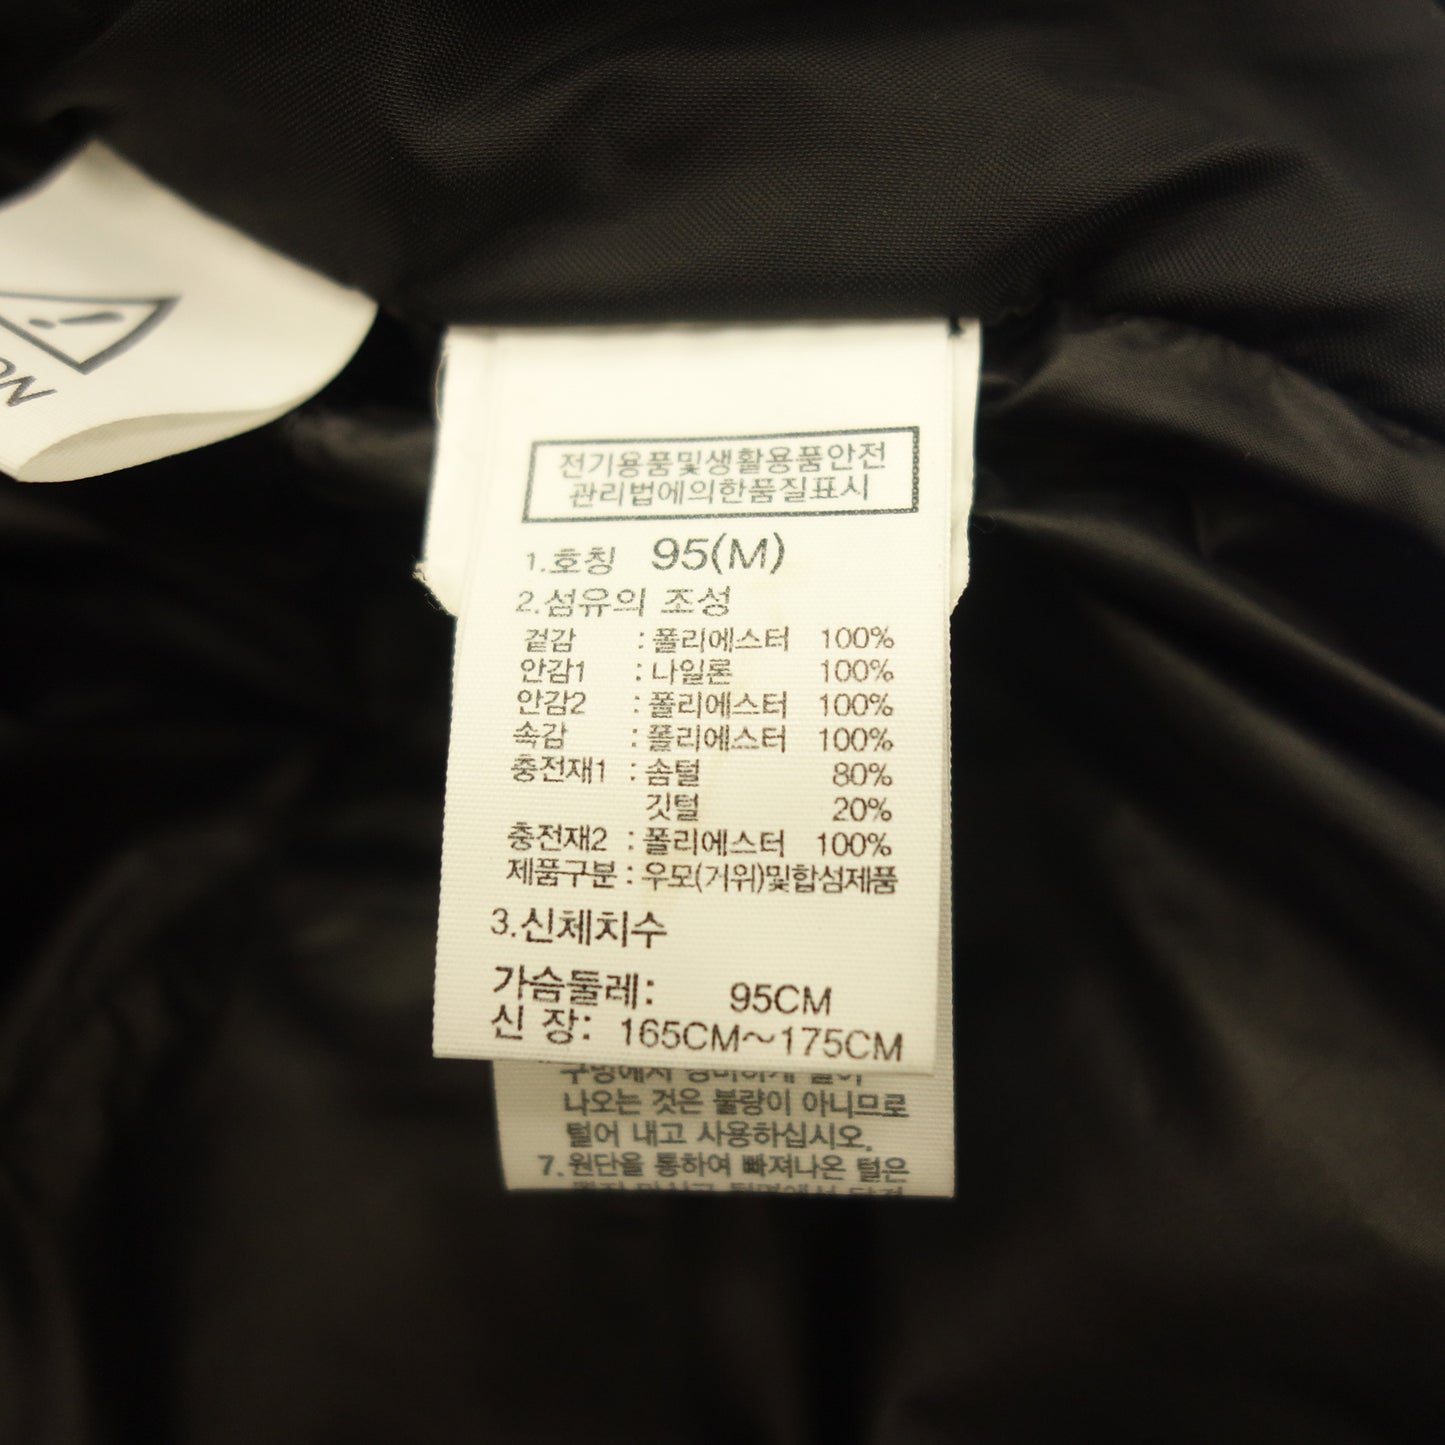 전기용품및생활용품안전
관리법에의한품질표시
1.호칭 95(M)
2.섬유의 조성
겉감 : 폴리에스터 100%
안감1 : 나일론 100%
안감2 : 폴리에스터 100%
속감 : 폴리에스터 100%
충전재1 : 솜털 80%
깃털 20%
충전재2 : 폴리에스터 100%
제품구분 : 우모(거위)및합성제품
3.신체치수
가슴둘레: 95CM
신 장: 165CM~175CM
나오는 것은 불량이 아니므로
털어 내고 사용하십시오.
7.원단을 통하여 빠져나온 털은